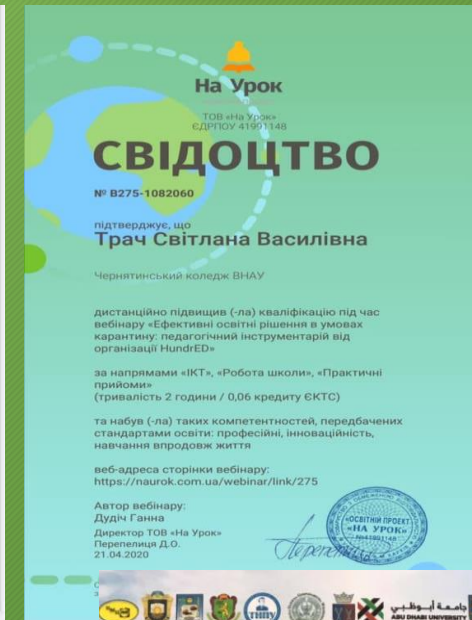 На Урок
ТОВ «На Урок»
ЄДРПОУ 41991148
СВІДОЦТВО
№ В275-1082060
підтверджує, що
Трач Світлана Василівна
Чернятинський коледж ВНАУ
дистанційно підвищив (-ла) кваліфікацію під час
вебінару «Ефективні освітні рішення в умовах
карантину: педагогічний інструментарій від
організації HundrED»
за напрямами «ІКТ», «Робота школи», «Практичні
прийоми»
(тривалість 2 години / 0,06 кредиту ЄКТС)
та набув (-ла) таких компетентностей, передбачених
стандартами освіти: професійні, інноваційність,
навчання впродовж життя
веб-адреса сторінки вебінару:
https://naurok.com.ua/webinar/link/275
Автор вебінару:
Дудіч Ганна
Директор ТОВ «На Урок»
Перепелиця Д.О.
21.04.2020
«ОСВІТНІЙ ПРОЕКТ
«НА УРОК»
№41991148
ТНПУ
جامعة أبوظبي
ABU DHABI UNIVERSITY